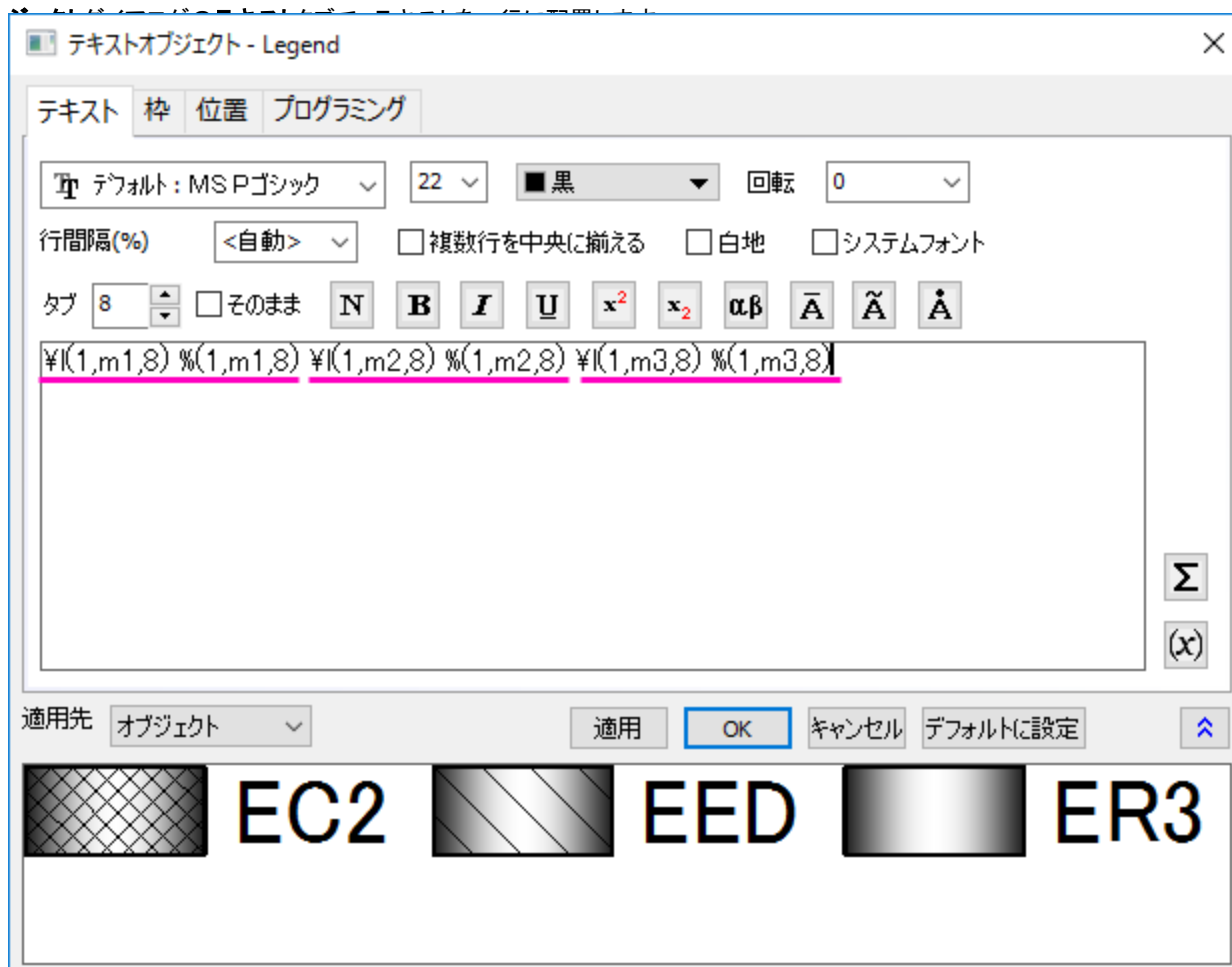 テキストオブジェクト - Legend
テキスト 枠 位置 プログラミング
デフォルト : MS Pゴシック 22 黒 回転 0
行間隔(%) <自動> 複数行を中央に揃える 白地 システムフォント
タブ 8 そのまま N B I U x² x₂ αβ Ā Ã Å
¥l(1,m1,8) %(1,m1,8) ¥l(1,m2,8) %(1,m2,8) ¥l(1,m3,8) %(1,m3,8)
Σ
(x)
適用先 オブジェクト 適用 OK キャンセル デフォルトに設定
EC2 EED ER3